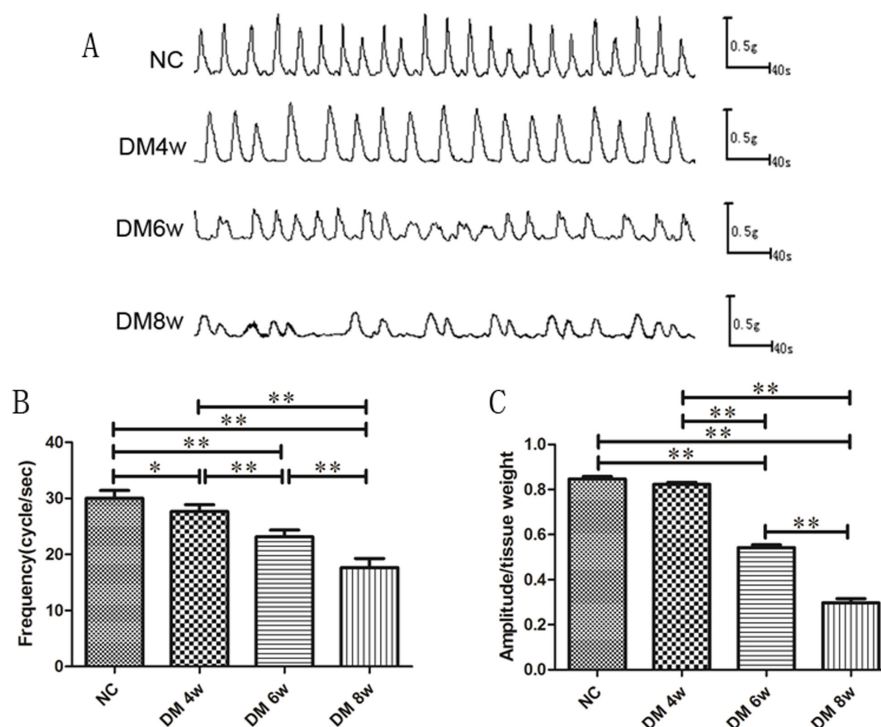 A
NC
0.5g
40s
DM4w
0.5g
40s
DM6w
0.5g
40s
DM8w
0.5g
40s
B
**
**
**
* ** **
Frequency(cycle/sec)
40
30
20
10
0
NC DM 4w DM 6w DM 8w
C
**
**
**
**
**
Amplitude/tissue weight
1.0
0.8
0.6
0.4
0.2
0.0
NC DM 4w DM 6w DM 8w